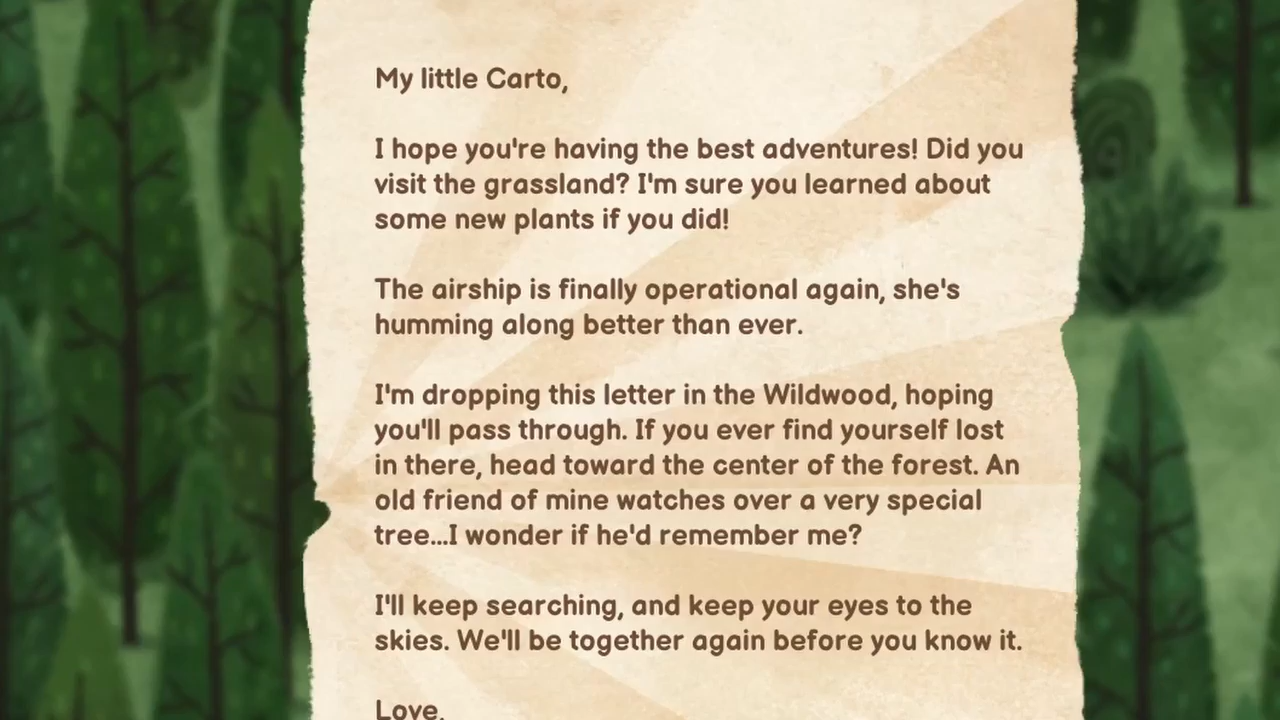 My little Carto,
I hope you're having the best adventures! Did you
visit the grassland? I'm sure you learned about
some new plants if you did!
The airship is finally operational again, she's
humming along better than ever.
I'm dropping this letter in the Wildwood, hoping
you'll pass through. If you ever find yourself lost
in there, head toward the center of the forest. An
old friend of mine watches over a very special
tree...I wonder if he'd remember me?
I'll keep searching, and keep your eyes to the
skies. We'll be together again before you know it.
Love,